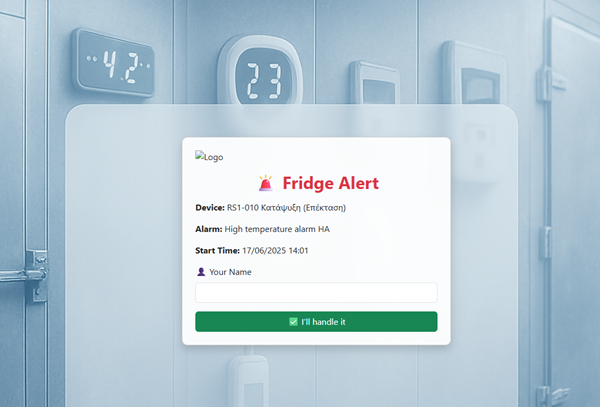 4.2
23
Logo
🚨 Fridge Alert
Device: RS1-010 Κατάψυξη (Επέκταση)
Alarm: High temperature alarm HA
Start Time: 17/06/2025 14:01
👤 Your Name
✅ I'll handle it